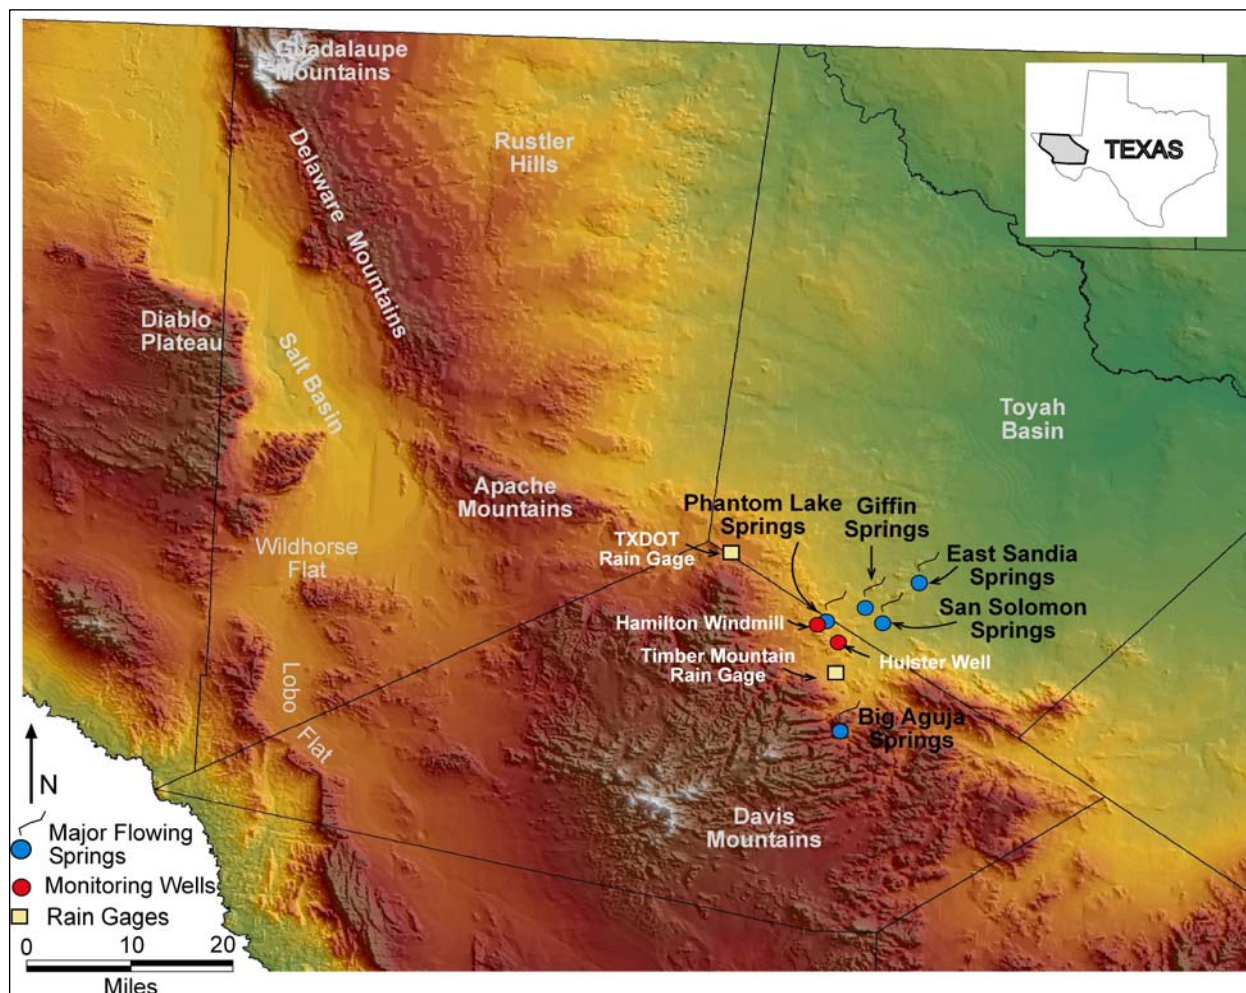 Guadalaupe
Mountains
Delaware Mountains
Rustler
Hills
TEXAS
Diablo
Plateau
Salt Basin
Toyah
Basin
Apache
Mountains
Phantom Lake
Springs
Giffin
Springs
TXDOT
Rain Gage
East Sandia
Springs
Wildhorse
Flat
San Solomon
Springs
Hamilton Windmill
Hulster Well
Timber Mountain
Rain Gage
Lobo Flat
Big Aguja
Springs
Davis
Mountains
N
Major Flowing
Springs
Monitoring Wells
Rain Gages
0 10 20
Miles